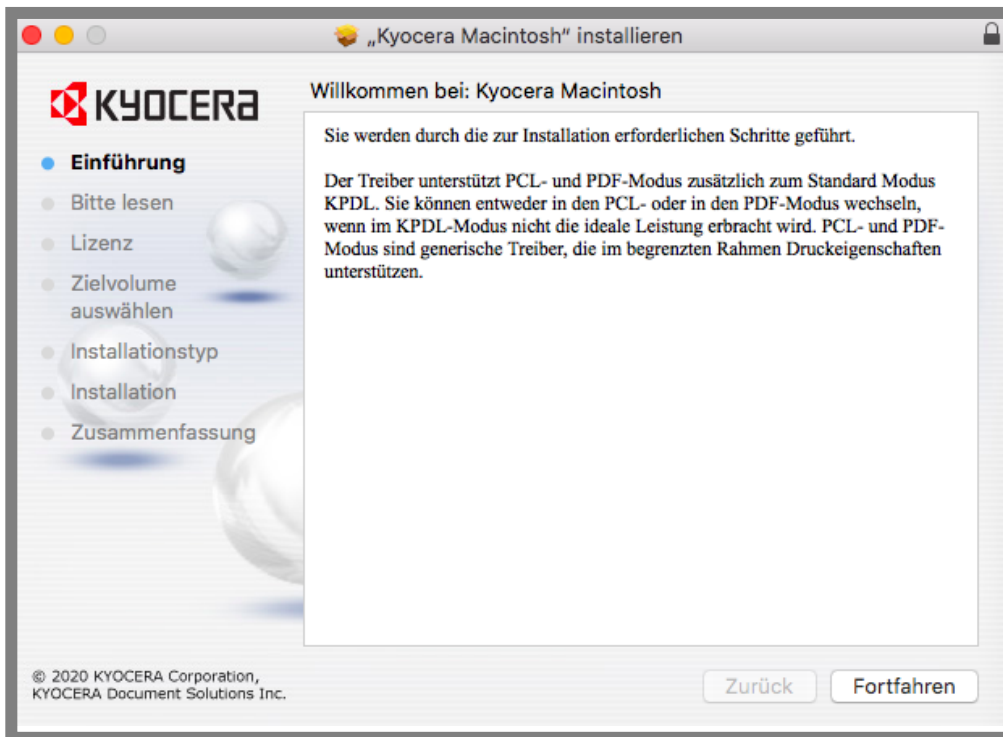 „Kyocera Macintosh“ installieren
KYOCERA
Willkommen bei: Kyocera Macintosh
Einführung
Bitte lesen
Lizenz
Zielvolume
auswählen
Installationstyp
Installation
Zusammenfassung
Sie werden durch die zur Installation erforderlichen Schritte geführt.
Der Treiber unterstützt PCL- und PDF-Modus zusätzlich zum Standard Modus
KPDL. Sie können entweder in den PCL- oder in den PDF-Modus wechseln,
wenn im KPDL-Modus nicht die ideale Leistung erbracht wird. PCL- und PDF-
Modus sind generische Treiber, die im begrenzten Rahmen Druckeigenschaften
unterstützen.
© 2020 KYOCERA Corporation,
KYOCERA Document Solutions Inc.
Zurück
Fortfahren